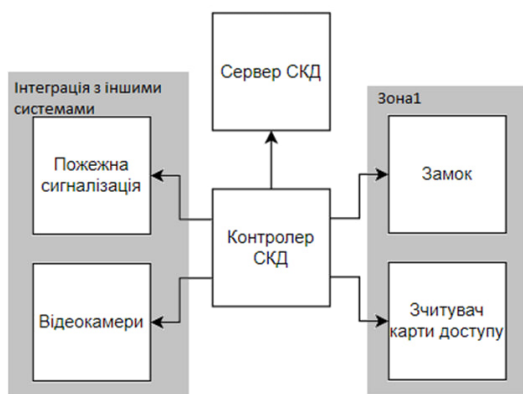 Сервер СКД
Інтеграція з іншими
системами
Зона1
Пожежна
сигналізація
Замок
Контролер
СКД
Відеокамери
Зчитувач
карти доступу